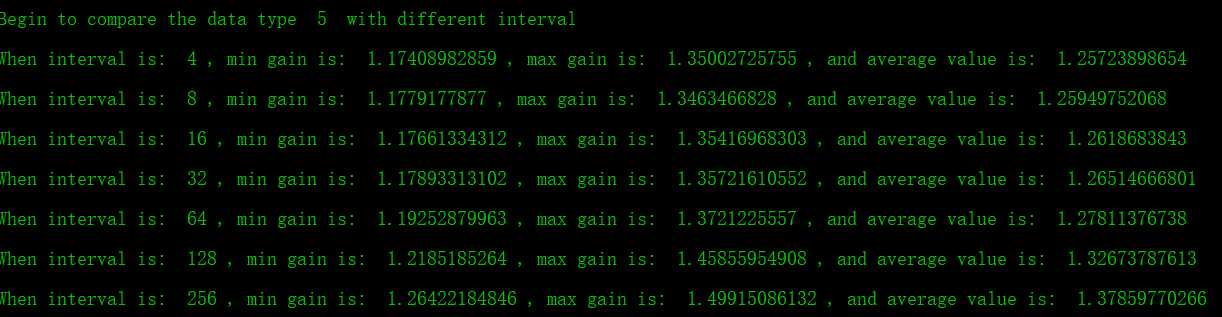 Begin to compare the data type 5 with different interval
When interval is: 4 , min gain is: 1.17408982859 , max gain is: 1.35002725755 , and average value is: 1.25723898654
When interval is: 8 , min gain is: 1.1779177877 , max gain is: 1.3463466828 , and average value is: 1.25949752068
When interval is: 16 , min gain is: 1.17661334312 , max gain is: 1.35416968303 , and average value is: 1.2618683843
When interval is: 32 , min gain is: 1.17893313102 , max gain is: 1.35721610552 , and average value is: 1.26514666801
When interval is: 64 , min gain is: 1.19252879963 , max gain is: 1.3721225557 , and average value is: 1.27811376738
When interval is: 128 , min gain is: 1.2185185264 , max gain is: 1.45855954908 , and average value is: 1.32673787613
When interval is: 256 , min gain is: 1.26422184846 , max gain is: 1.49915086132 , and average value is: 1.37859770266